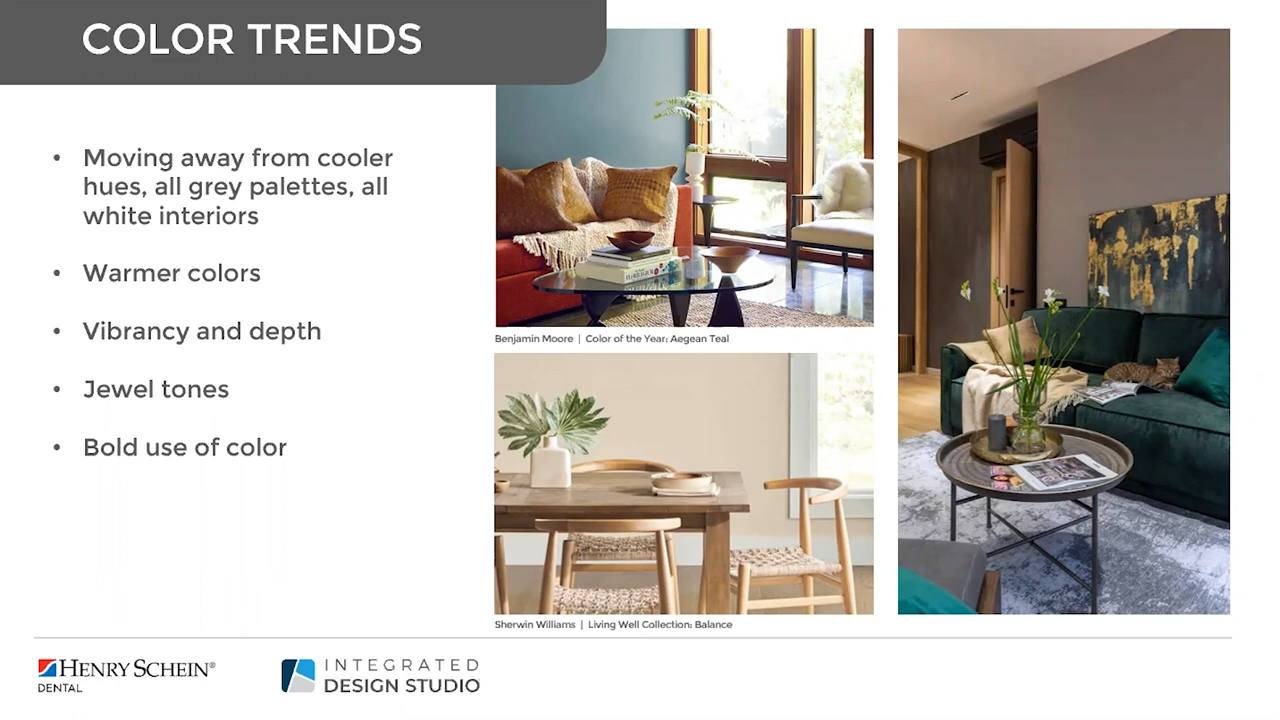 COLOR TRENDS
• Moving away from cooler
hues, all grey palettes, all
white interiors
• Warmer colors
• Vibrancy and depth
• Jewel tones
• Bold use of color
Benjamin Moore | Color of the Year: Aegean Teal
Sherwin Williams | Living Well Collection: Balance
HENRY SCHEIN®
DENTAL
INTEGRATED
DESIGN STUDIO